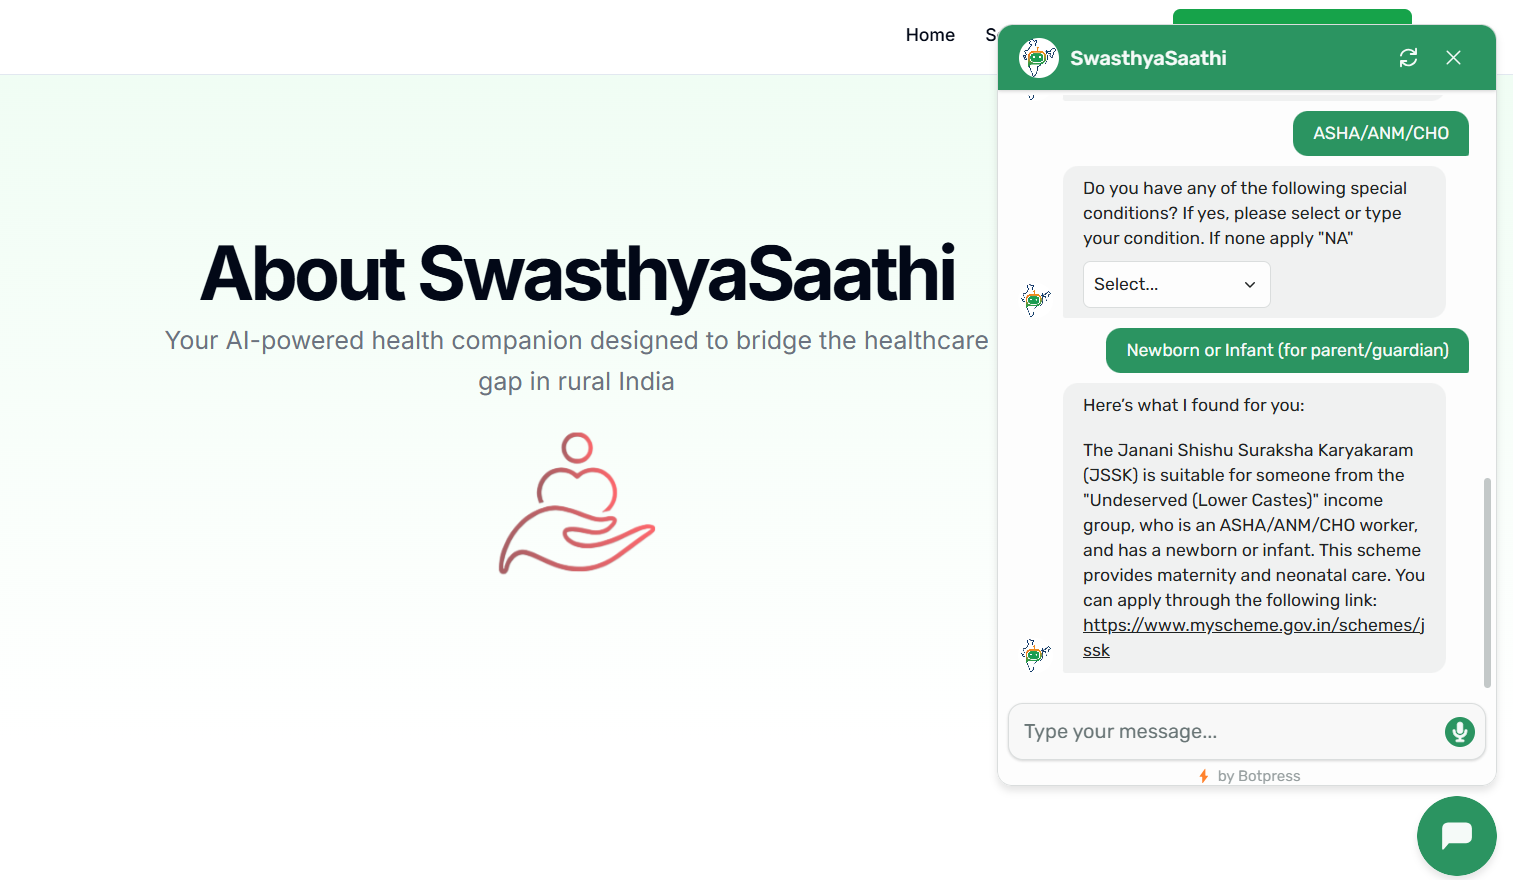 Home
SwasthyaSaathi
ASHA/ANM/CHO
Do you have any of the following special
conditions? If yes, please select or type
your condition. If none apply "NA"
Select...
Newborn or Infant (for parent/guardian)
Here's what I found for you:
The Janani Shishu Suraksha Karyakaram
(JSSK) is suitable for someone from the
"Undeserved (Lower Castes)" income
group, who is an ASHA/ANM/CHO worker,
and has a newborn or infant. This scheme
provides maternity and neonatal care. You
can apply through the following link:
https://www.myscheme.gov.in/schemes/j
ssk
Type your message...
by Botpress
About SwasthyaSaathi
Your AI-powered health companion designed to bridge the healthcare
gap in rural India